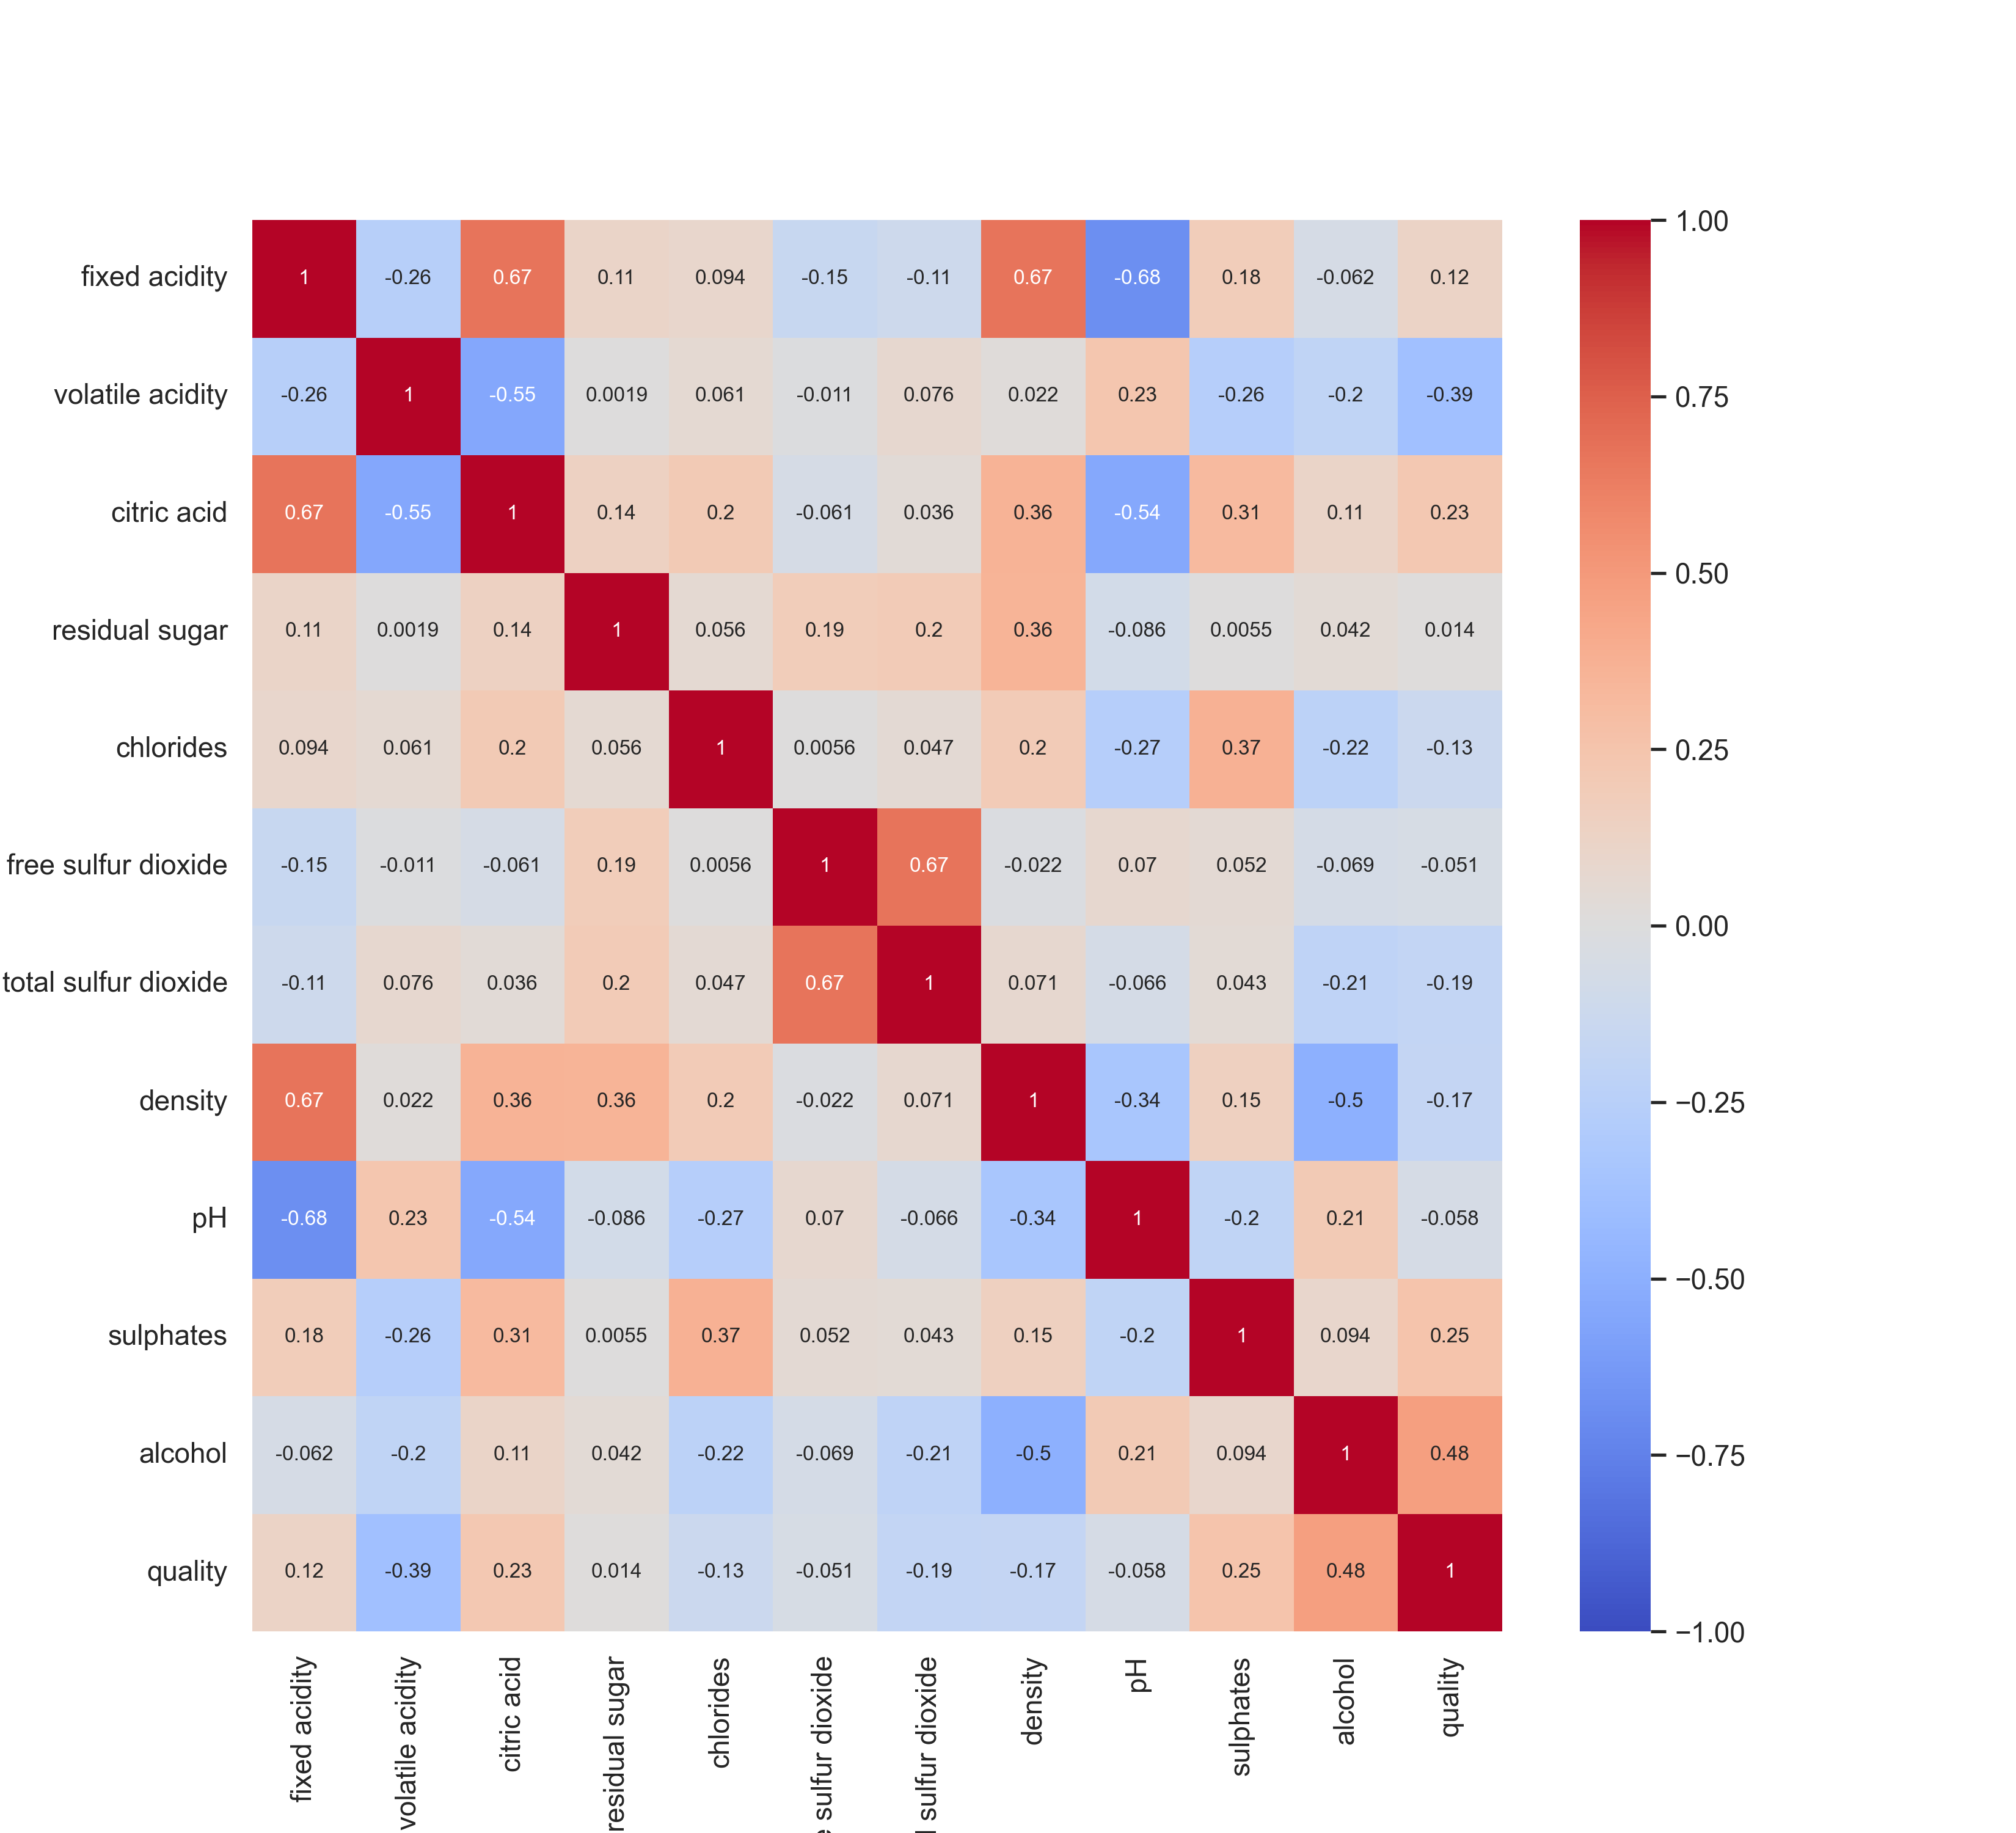 fixed acidity 1 -0.26 0.67 0.11 0.094 -0.15 -0.11 0.67 -0.68 0.18 -0.062 0.12
volatile acidity -0.26 1 -0.55 0.0019 0.061 -0.011 0.076 0.022 0.23 -0.26 -0.2 -0.39
citric acid 0.67 -0.55 1 0.14 0.2 -0.061 0.036 0.36 -0.54 0.31 0.11 0.23
residual sugar 0.11 0.0019 0.14 1 0.056 0.19 0.2 0.36 -0.086 0.0055 0.042 0.014
chlorides 0.094 0.061 0.2 0.056 1 0.0056 0.047 0.2 -0.27 0.37 -0.22 -0.13
free sulfur dioxide -0.15 -0.011 -0.061 0.19 0.0056 1 0.67 -0.022 0.07 0.052 -0.069 -0.051
total sulfur dioxide -0.11 0.076 0.036 0.2 0.047 0.67 1 0.071 -0.066 0.043 -0.21 -0.19
density 0.67 0.022 0.36 0.36 0.2 -0.022 0.071 1 -0.34 0.15 -0.5 -0.17
pH -0.68 0.23 -0.54 -0.086 -0.27 0.07 -0.066 -0.34 1 -0.2 0.21 -0.058
sulphates 0.18 -0.26 0.31 0.0055 0.37 0.052 0.043 0.15 -0.2 1 0.094 0.25
alcohol -0.062 -0.2 0.11 0.042 -0.22 -0.069 -0.21 -0.5 0.21 0.094 1 0.48
quality 0.12 -0.39 0.23 0.014 -0.13 -0.051 -0.19 -0.17 -0.058 0.25 0.48 1
fixed acidity
volatile acidity
citric acid
residual sugar
chlorides
sulfur dioxide
sulfur dioxide
density
pH
sulphates
alcohol
quality
1.00
0.75
0.50
0.25
0.00
−0.25
−0.50
−0.75
−1.00